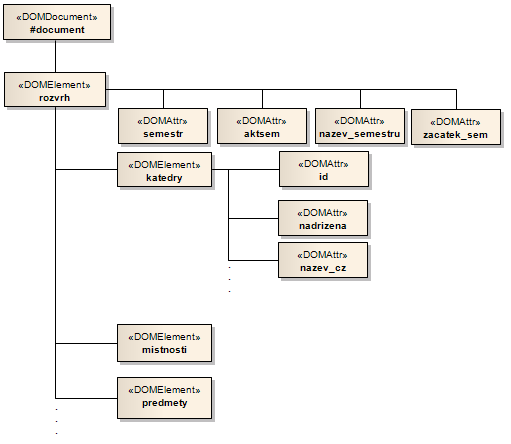 «DOMDocument»
#document
«DOMElement»
rozvrh
«DOMAttr»
semestr
«DOMAttr»
aktsem
«DOMAttr»
nazev_semestru
«DOMAttr»
zacatek_sem
«DOMElement»
katedry
«DOMAttr»
id
«DOMAttr»
nadrizena
«DOMAttr»
nazev_cz
«DOMElement»
mistnosti
«DOMElement»
predmety